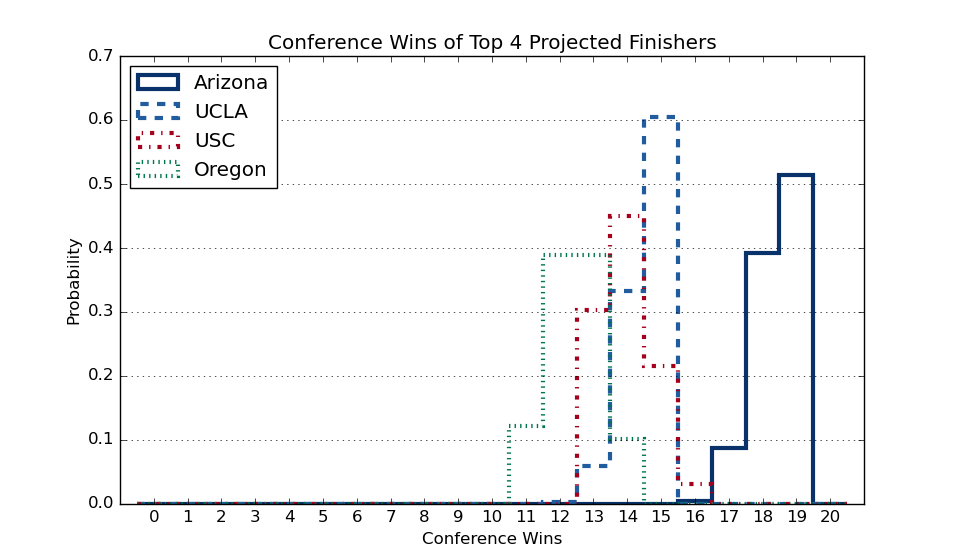 Conference Wins of Top 4 Projected Finishers
0.7
0.6
0.5
0.4
0.3
0.2
0.1
0.0
Probability
Arizona
UCLA
USC
Oregon
0 1 2 3 4 5 6 7 8 9 10 11 12 13 14 15 16 17 18 19 20
Conference Wins